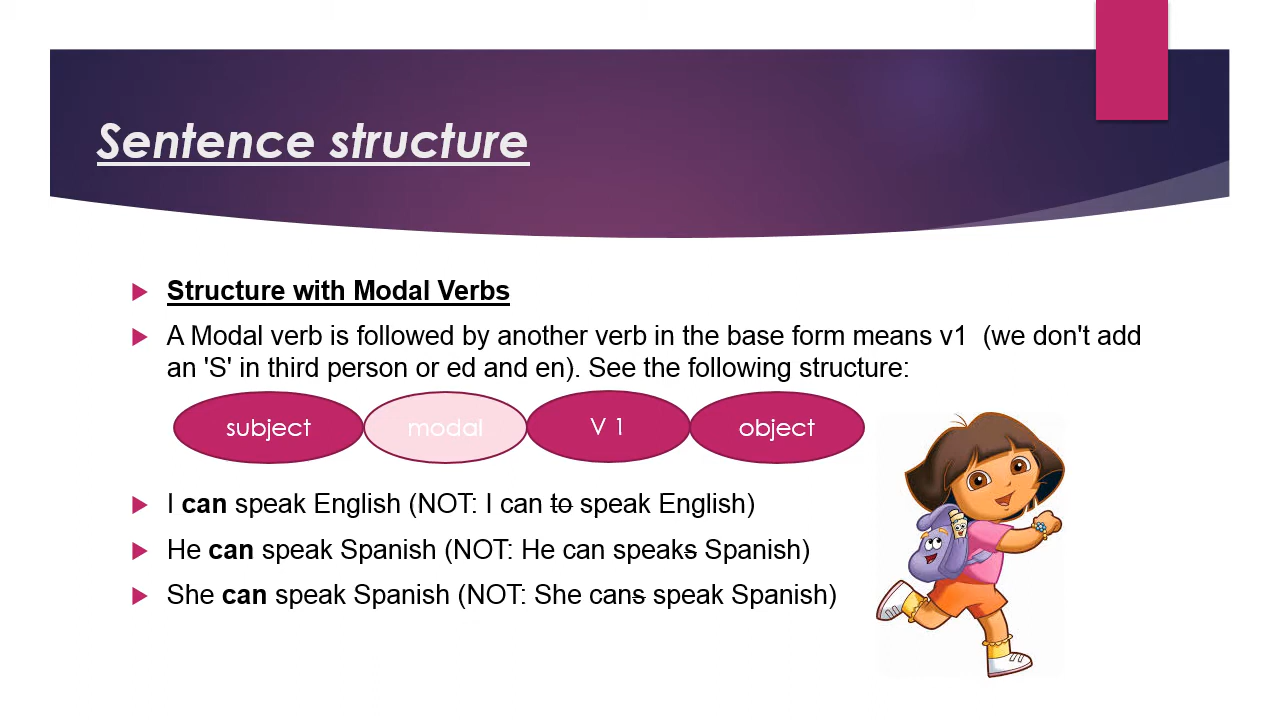 Sentence structure
Structure with Modal Verbs
A Modal verb is followed by another verb in the base form means v1 (we don't add
an 'S' in third person or ed and en). See the following structure:
subject modal V 1 object
I can speak English (NOT: I can to speak English)
He can speak Spanish (NOT: He can speaks Spanish)
She can speak Spanish (NOT: She cans speak Spanish)